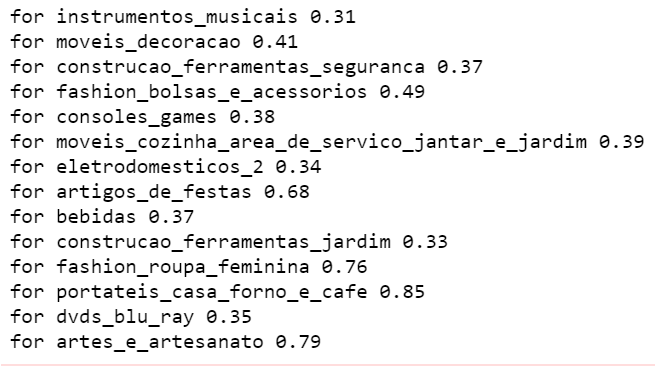 for instrumentos_musicais 0.31
for moveis_decoracao 0.41
for construcao_ferramentas_seguranca 0.37
for fashion_bolsas_e_acessorios 0.49
for consoles_games 0.38
for moveis_cozinha_area_de_servico_jantar_e_jardim 0.39
for eletrodomesticos_2 0.34
for artigos_de_festas 0.68
for bebidas 0.37
for construcao_ferramentas_jardim 0.33
for fashion_roupa_feminina 0.76
for portateis_casa_forno_e_cafe 0.85
for dvds_blu_ray 0.35
for artes_e_artesanato 0.79